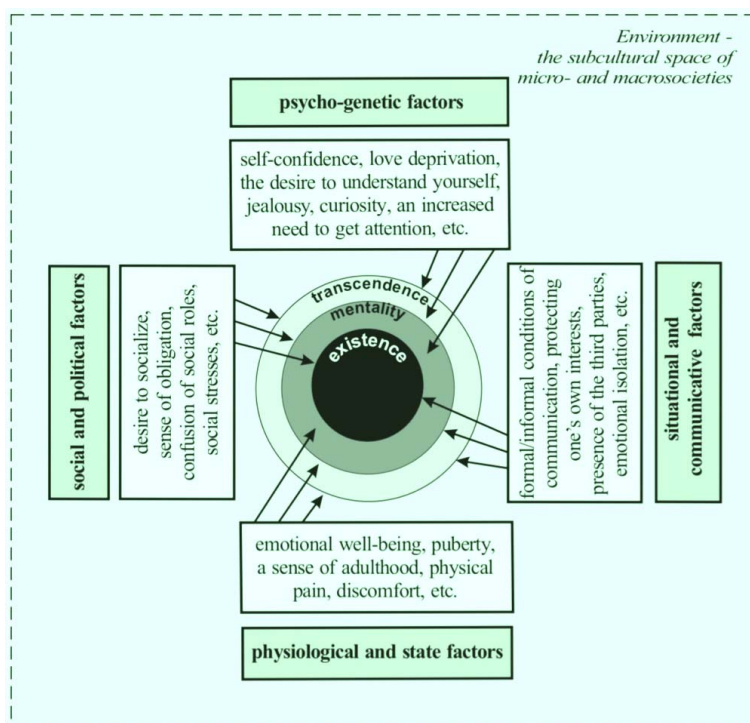 Environment -
the subcultural space of
micro- and macrosocieties
psycho-genetic factors
self-confidence, love deprivation,
the desire to understand yourself,
jealousy, curiosity, an increased
need to get attention, etc.
social and political factors
desire to socialize,
sense of obligation,
confusion of social roles,
social stresses, etc.
transcendence
mentality
existence
formal/informal conditions of
communication, protecting
one's own interests,
presence of the third parties,
emotional isolation, etc.
situational and
communicative factors
emotional well-being, puberty,
a sense of adulthood, physical
pain, discomfort, etc.
physiological and state factors